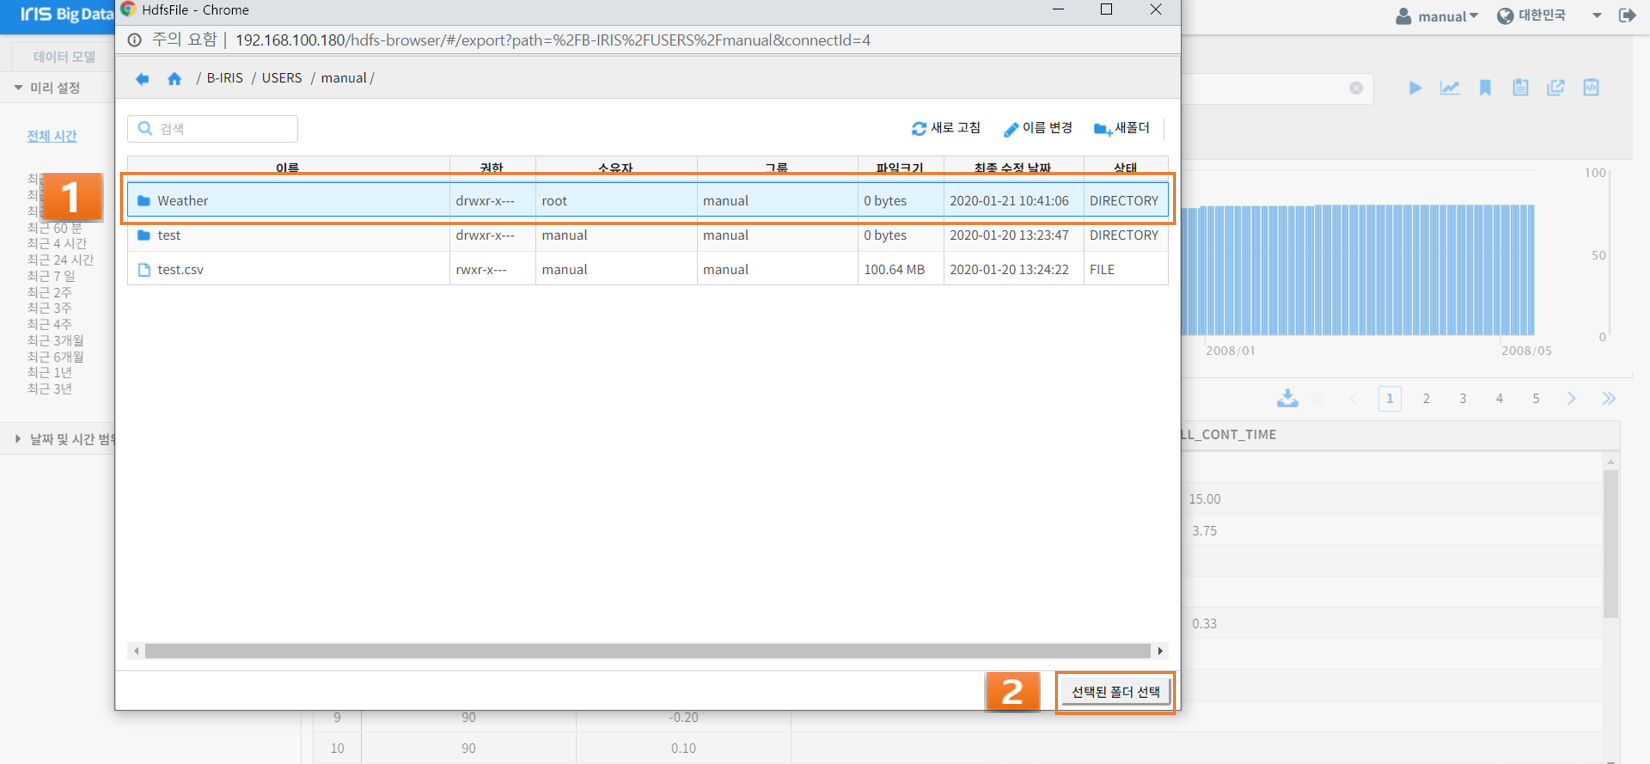 IRIS Big Data
HdfsFile - Chrome
manual
대한민국
주의 요함 | 192.168.100.180/hdfs-browser/#/export?path=%2FB-IRIS%2FUSERS%2Fmanual&connectId=4
데이터 모델
/ B-IRIS / USERS / manual /
미리 설정
검색
새로 고침
이름 변경
새폴더
전체 시간
이름 권한 소유자 그룹 파일크기 최종 수정 날짜 상태
1
Weather drwxr-x--- root manual 0 bytes 2020-01-21 10:41:06 DIRECTORY
test drwxr-x--- manual manual 0 bytes 2020-01-20 13:23:47 DIRECTORY
test.csv rwxr-x--- manual manual 100.64 MB 2020-01-20 13:24:22 FILE
최근
최근
최근
최근 60 분
최근 4 시간
최근 24 시간
최근 7 일
최근 2주
최근 3주
최근 4주
최근 3개월
최근 6개월
최근 1년
최근 3년
날짜 및 시간 범위
100
50
0
2008/01 2008/05
1 2 3 4 5
LL_CONT_TIME
15.00
3.75
0.33
2
선택된 폴더 선택
9 90 -0.20
10 90 0.10